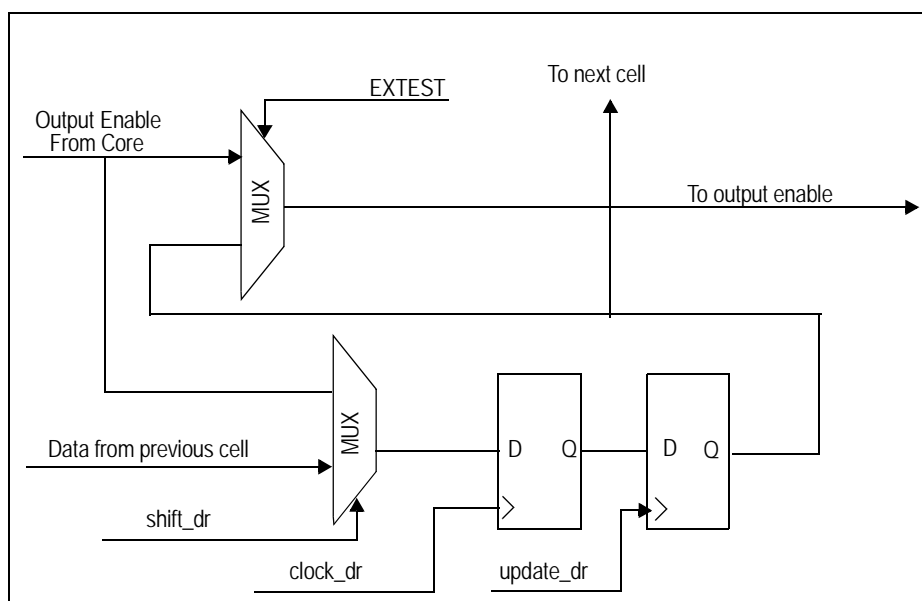 EXTEST
To next cell
Output Enable
From Core
MUX
To output enable
MUX
D Q
D Q
Data from previous cell
shift_dr
clock_dr
update_dr